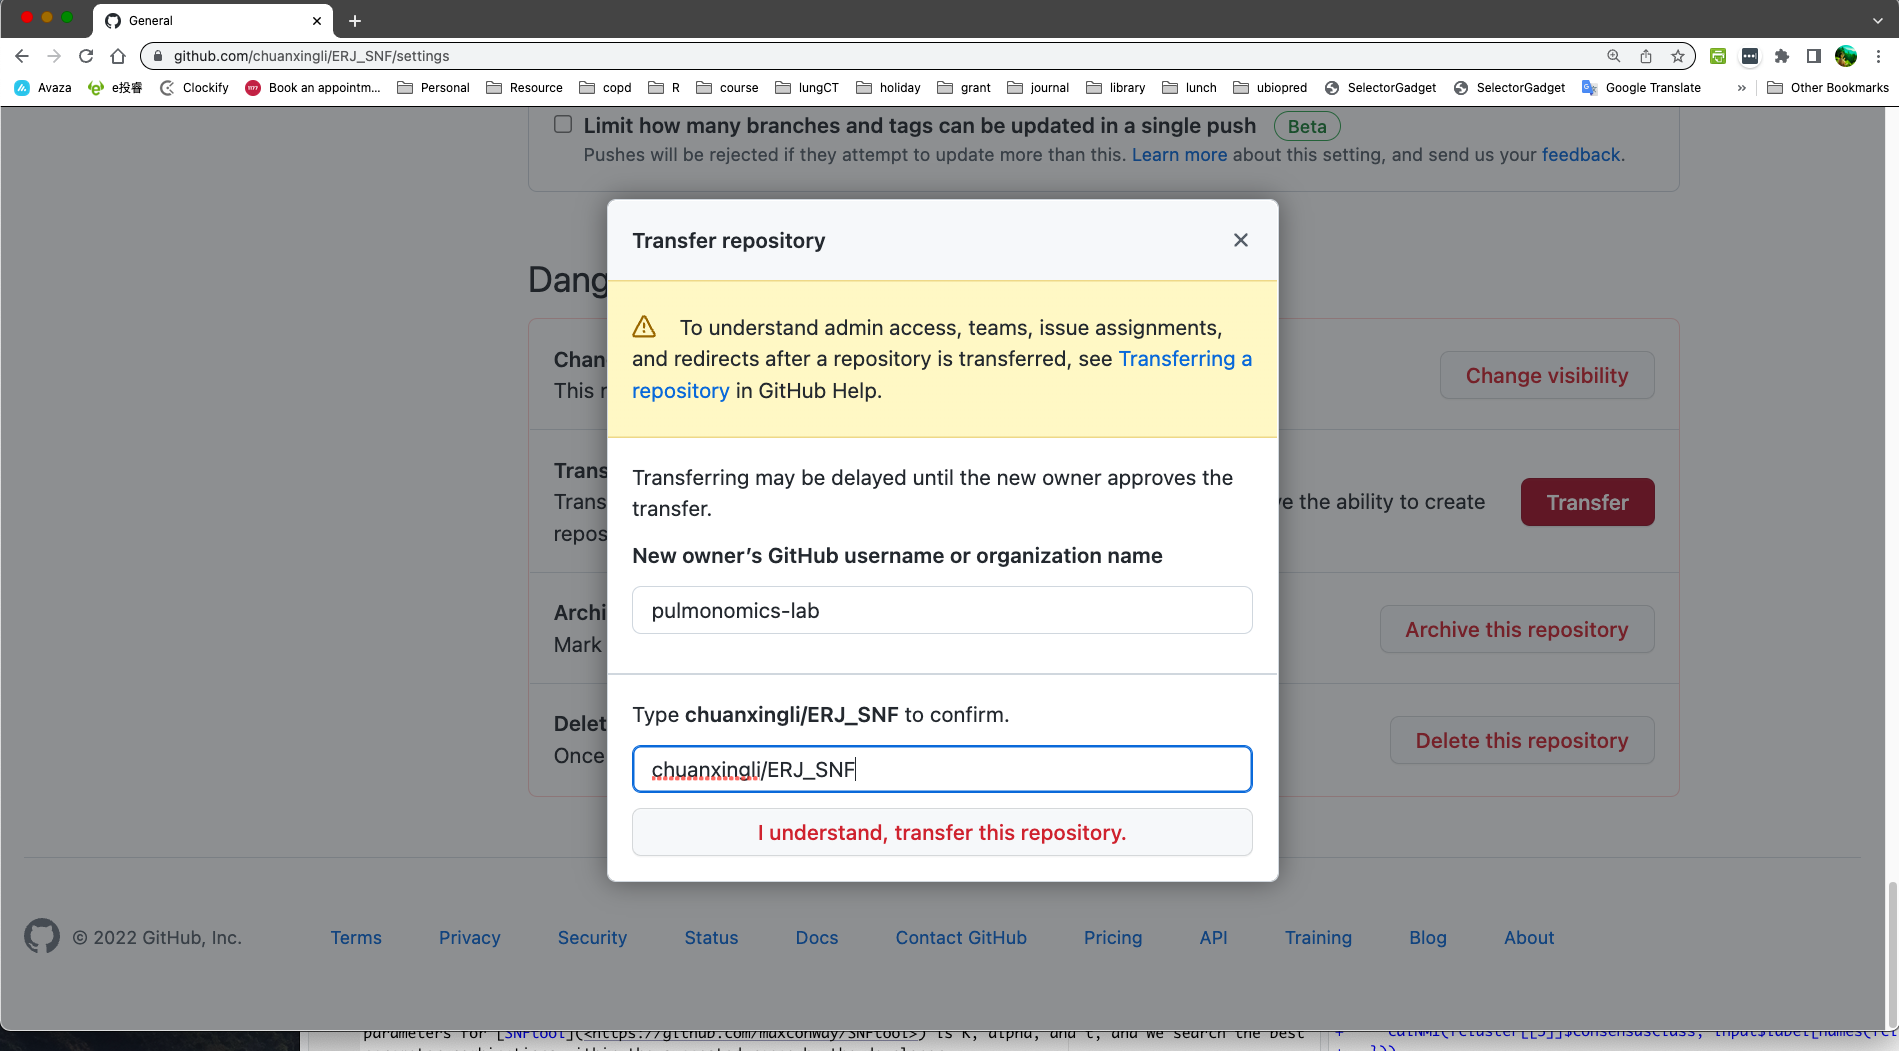 General
github.com/chuanxingli/ERJ_SNF/settings
Avaza e投睿 Clockify Book an appointm... Personal Resource copd R course lungCT holiday grant journal library lunch ubiopred SelectorGadget SelectorGadget Google Translate » Other Bookmarks
Limit how many branches and tags can be updated in a single push Beta
Pushes will be rejected if they attempt to update more than this. Learn more about this setting, and send us your feedback.
Transfer repository
Dang
To understand admin access, teams, issue assignments,
and redirects after a repository is transferred, see Transferring a
repository in GitHub Help.
Chan
This r
Change visibility
Transferring may be delayed until the new owner approves the
transfer.
Trans
Trans
repos
e the ability to create
Transfer
New owner's GitHub username or organization name
pulmonomics-lab
Archi
Mark
Archive this repository
Type chuanxingli/ERJ_SNF to confirm.
chuanxingli/ERJ_SNF
Delet
Once
Delete this repository
I understand, transfer this repository.
© 2022 GitHub, Inc. Terms Privacy Security Status Docs Contact GitHub Pricing API Training Blog About
parameters for [SNFtool](<https://github.com/maxconway/SNFtool>) is K, alpha, and t, and we search the best